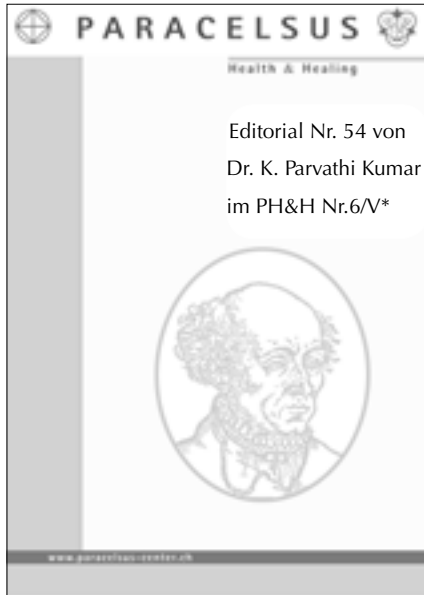 PARACELSUS
Health & Healing
Editorial Nr. 54 von
Dr. K. Parvathi Kumar
im PH&H Nr.6/V*
www.paracelsus-center.ch